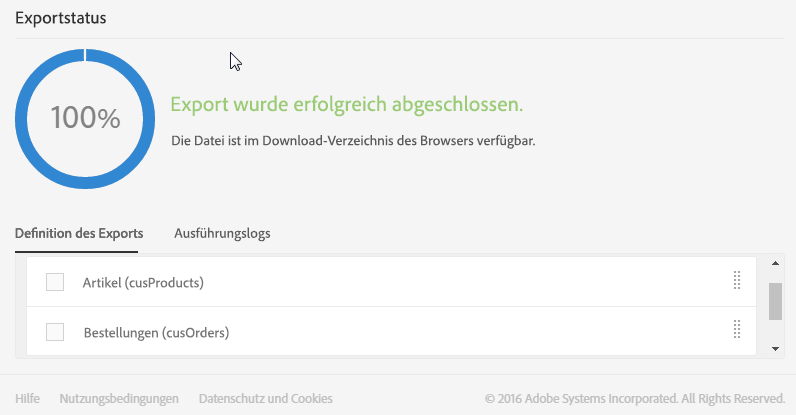 Exportstatus
100%
Export wurde erfolgreich abgeschlossen.
Die Datei ist im Download-Verzeichnis des Browsers verfügbar.
Definition des Exports Ausführungslogs
Artikel (cusProducts)
Bestellungen (cusOrders)
Hilfe Nutzungsbedingungen Datenschutz und Cookies © 2016 Adobe Systems Incorporated. All Rights Reserved.